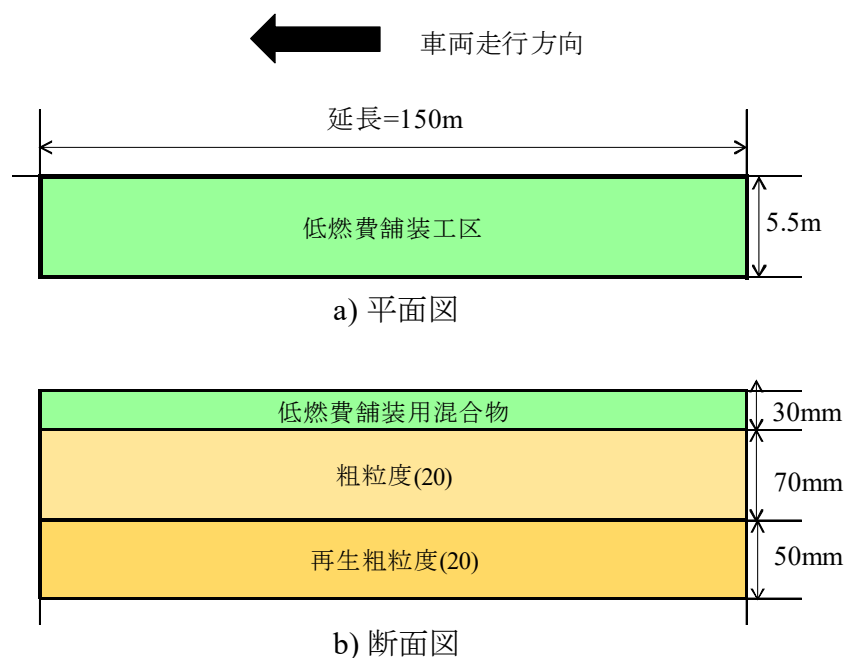 車両走行方向
延長=150m
低燃費舗装工区
5.5m
a) 平面図
低燃費舗装用混合物
30mm
粗粒度(20)
70mm
再生粗粒度(20)
50mm
b) 断面図